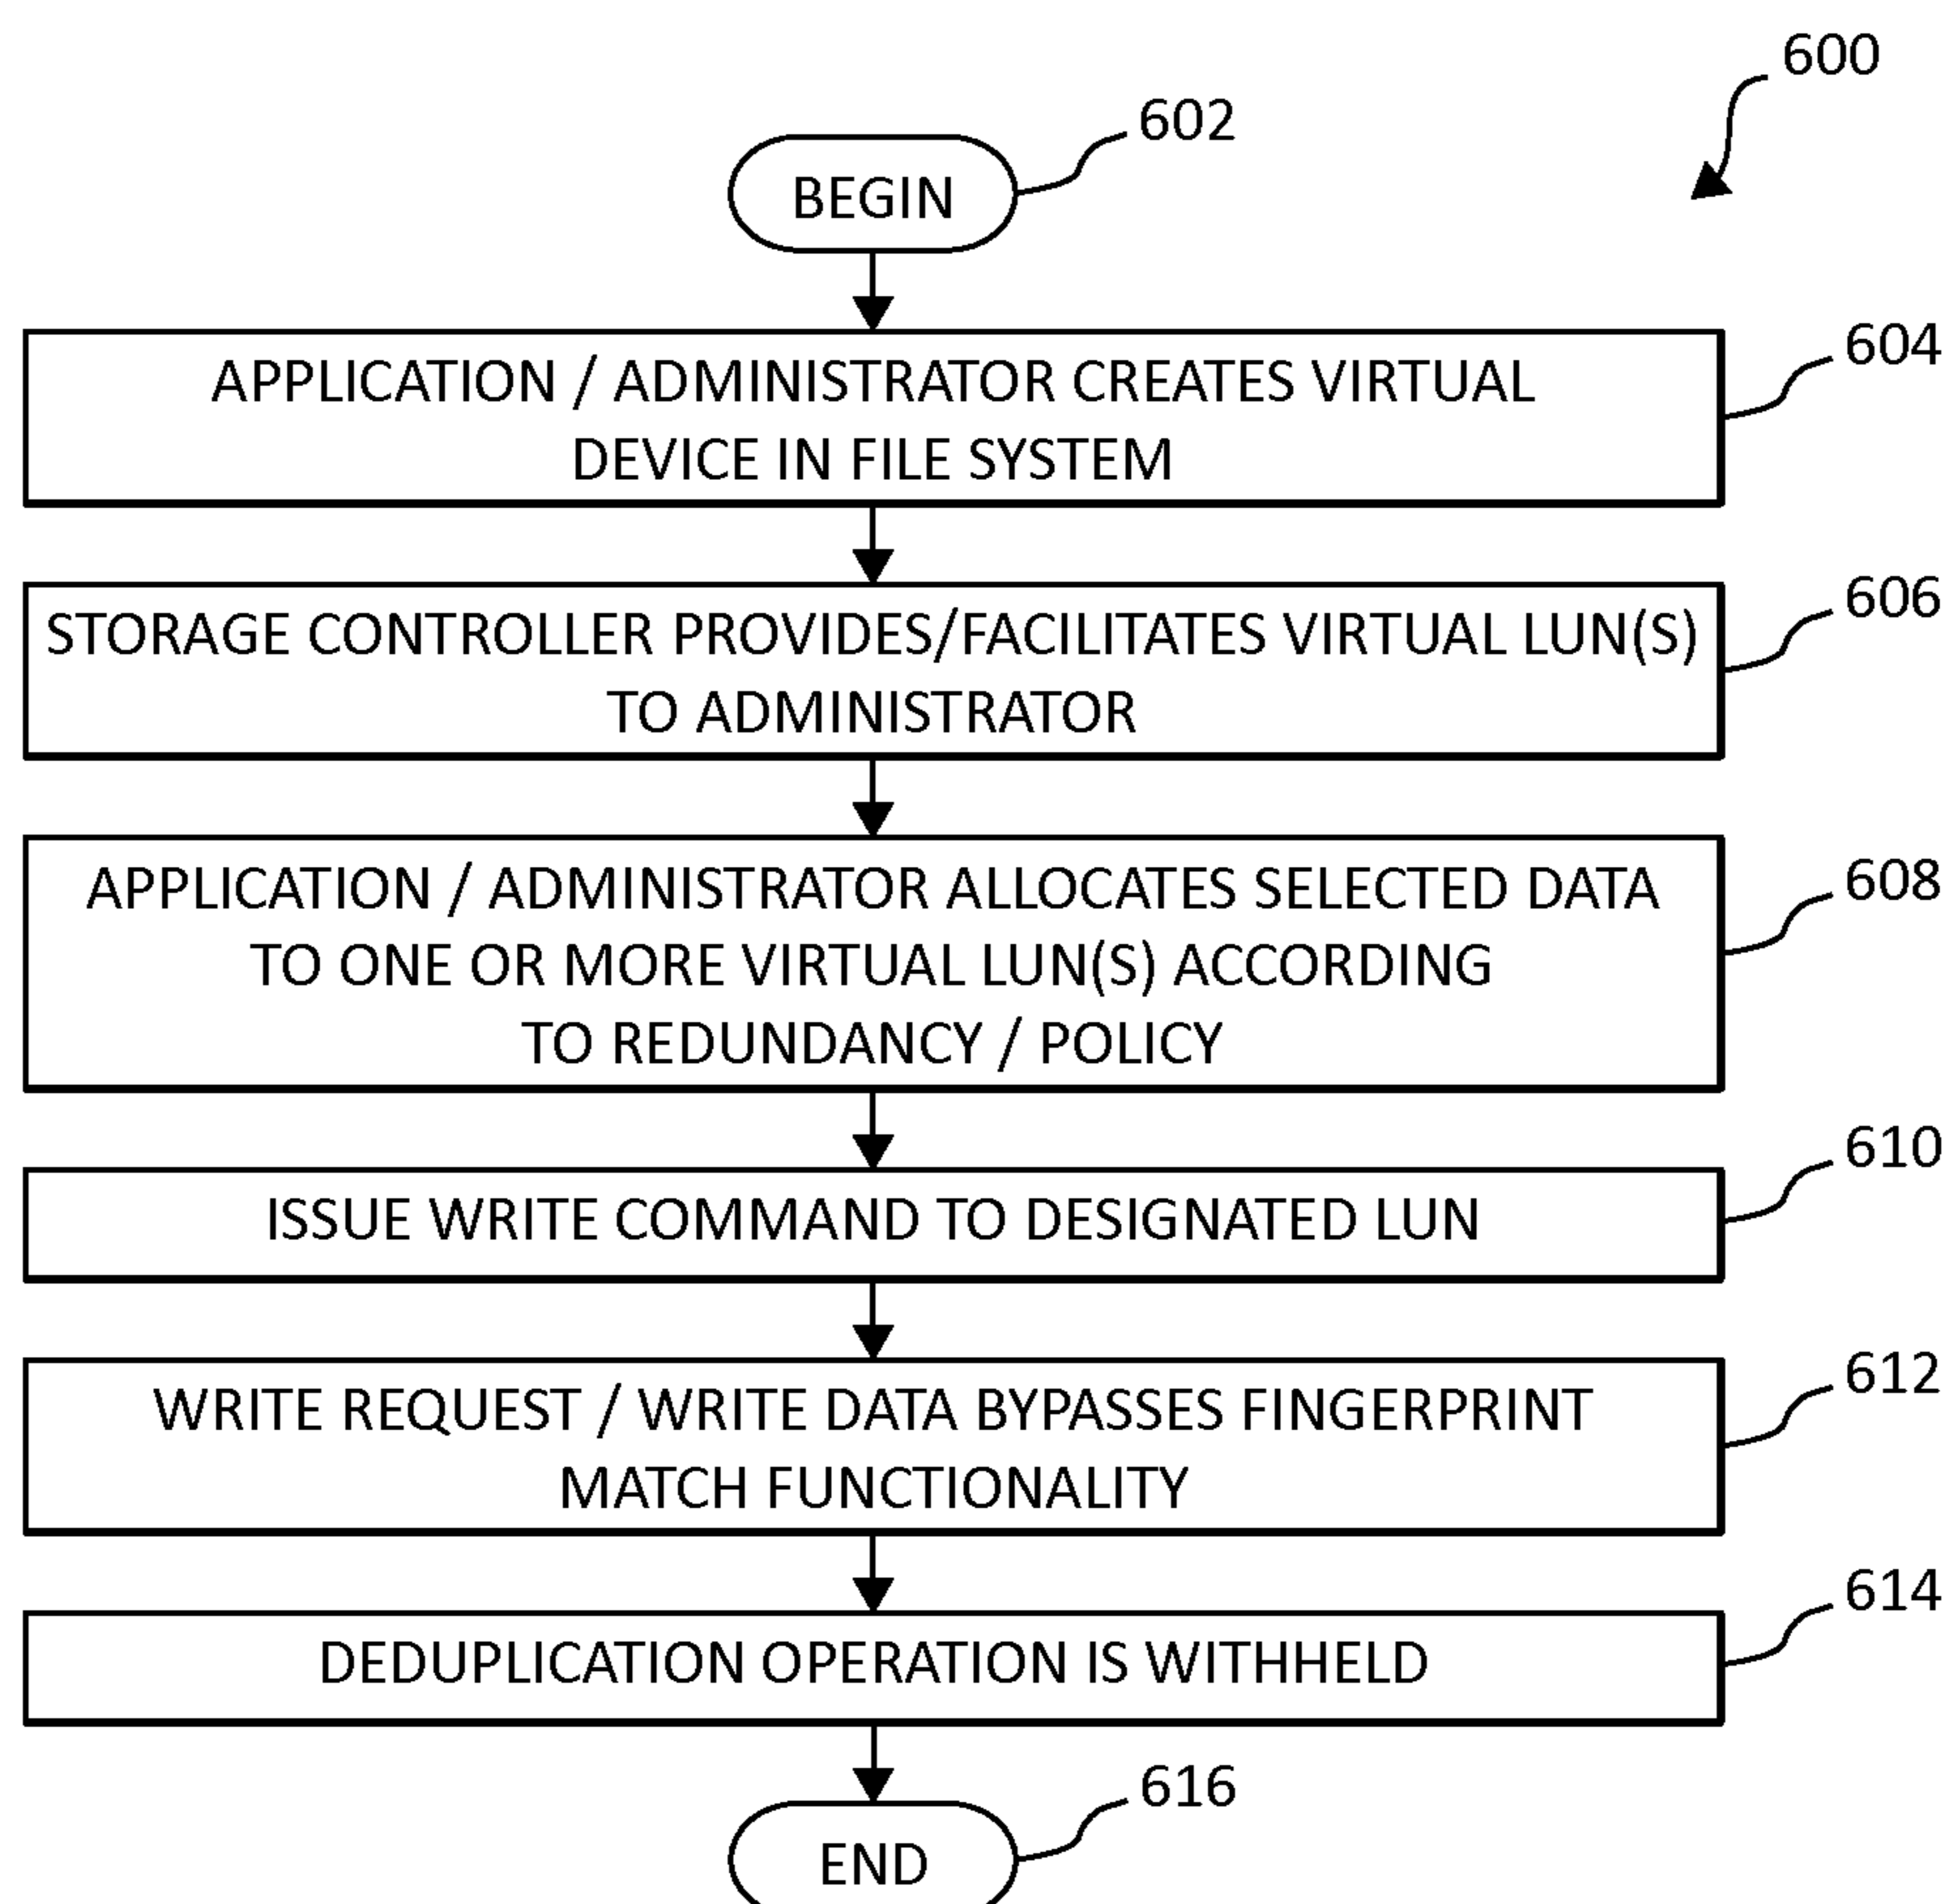 600
602
BEGIN
604
APPLICATION / ADMINISTRATOR CREATES VIRTUAL
DEVICE IN FILE SYSTEM
606
STORAGE CONTROLLER PROVIDES/FACILITATES VIRTUAL LUN(S)
TO ADMINISTRATOR
608
APPLICATION / ADMINISTRATOR ALLOCATES SELECTED DATA
TO ONE OR MORE VIRTUAL LUN(S) ACCORDING
TO REDUNDANCY / POLICY
610
ISSUE WRITE COMMAND TO DESIGNATED LUN
612
WRITE REQUEST / WRITE DATA BYPASSES FINGERPRINT
MATCH FUNCTIONALITY
614
DEDUPLICATION OPERATION IS WITHHELD
616
END